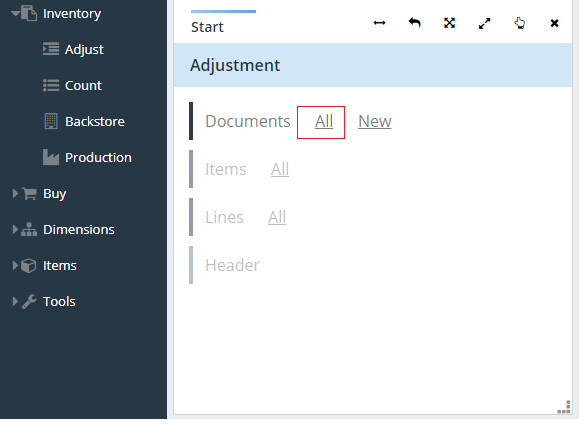 Inventory
Adjust
Count
Backstore
Production
Buy
Dimensions
Items
Tools
Start
Adjustment
Documents All New
Items All
Lines All
Header